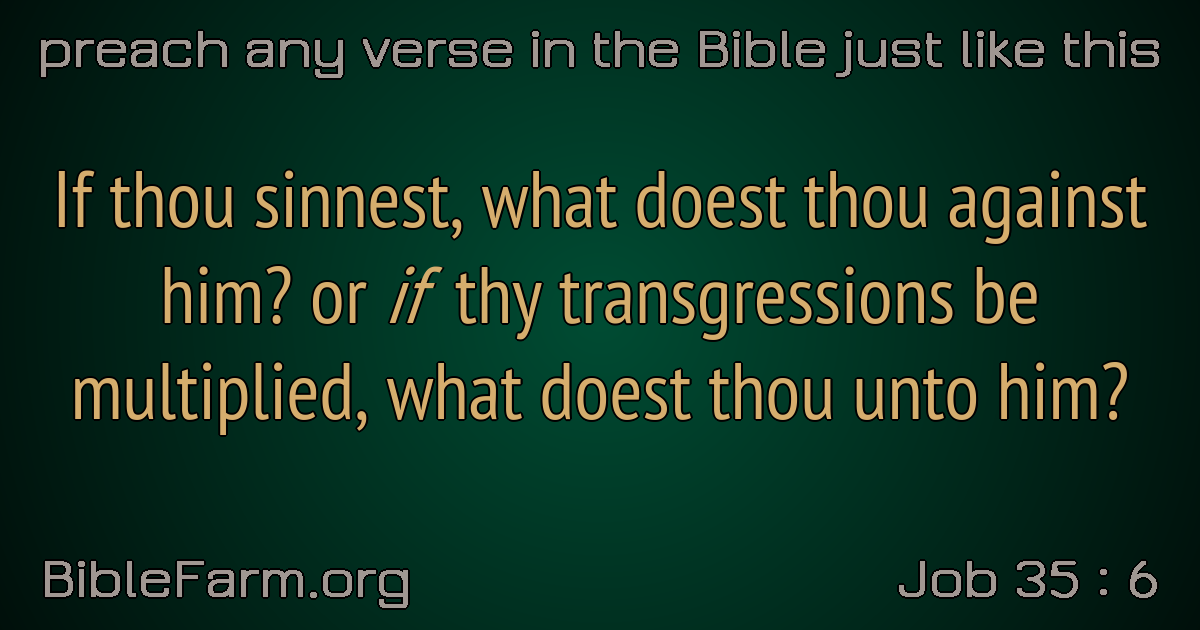 preach any verse in the Bible just like this
If thou sinnest, what doest thou against
him? or if thy transgressions be
multiplied, what doest thou unto him?
BibleFarm.org
Job 35 : 6